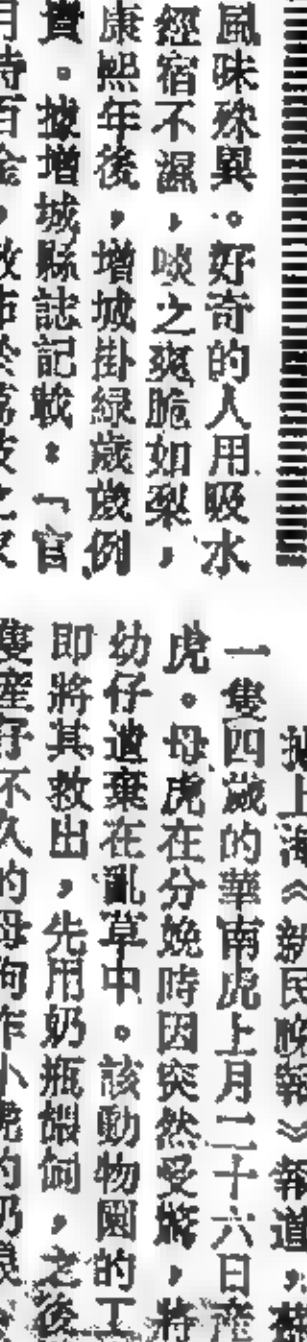 風味殊異。好奇的人用吸水
經宿不濕,啖之爽脆如梨,
康熙年後,增城掛緑歲歲例
貢。據增城縣誌記載:「官
上海《新民晚報》報道,
一隻四歲的華南虎上月二十六日產
虎。母虎在分娩時因突然受驚,將
幼仔遺棄在亂草中。該動物園的工
即將其救出,先用奶瓶餵飼,之後
隻產仔不久的母狗作小虎的奶娘